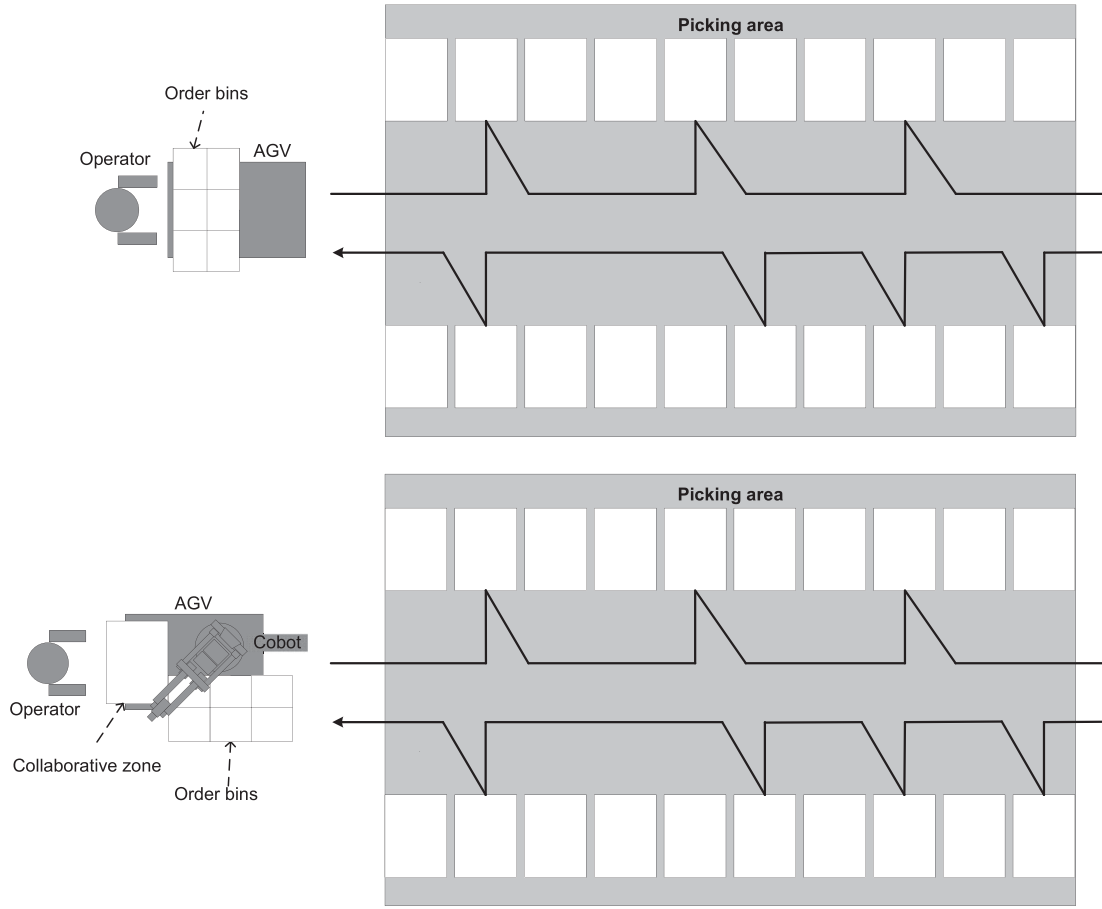 Picking area
Order bins
Operator
AGV
Picking area
AGV
Cobot
Operator
Collaborative zone
Order bins